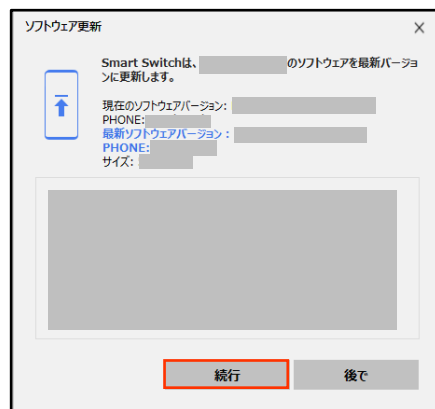 ソフトウェア更新
Smart Switchは、 のソフトウェアを最新バージョ
ンに更新します。
現在のソフトウェアバージョン:
PHONE:
最新ソフトウェアバージョン:
PHONE:
サイズ:
続行
後で